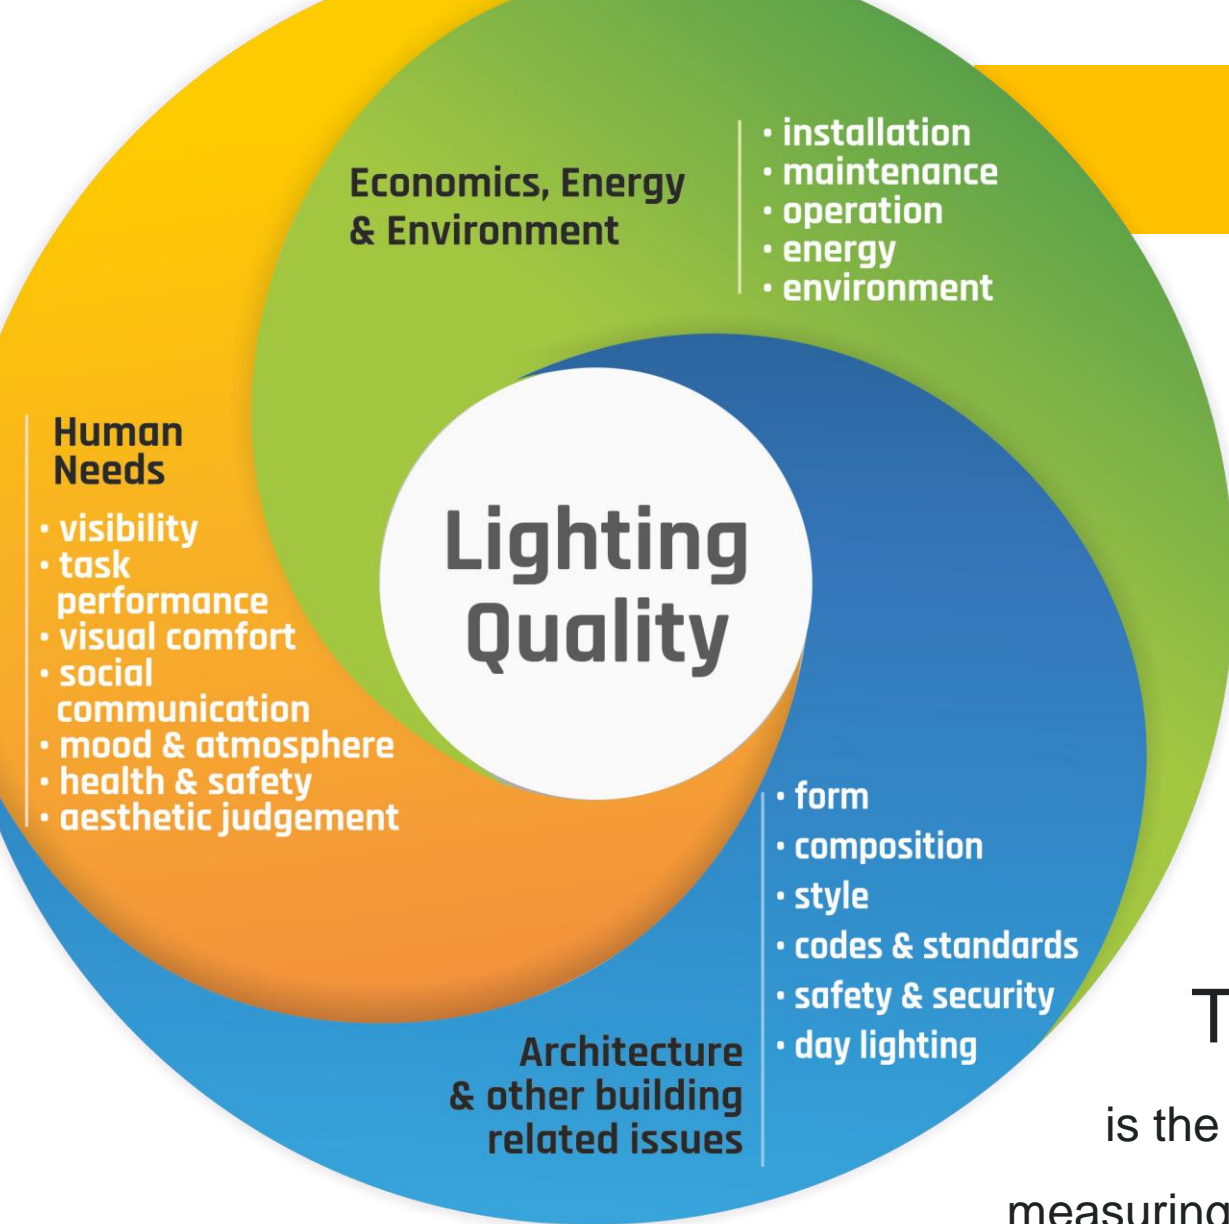 Economics, Energy
& Environment
· installation
· maintenance
· operation
· energy
· environment
Human
Needs
· visibility
· task
performance
· visual comfort
· social
communication
· mood & atmosphere
· health & safety
· aesthetic judgement
Lighting
Quality
· form
· composition
· style
· codes & standards
· safety & security
· day lighting
Architecture
& other building
related issues
T
is the
measuring